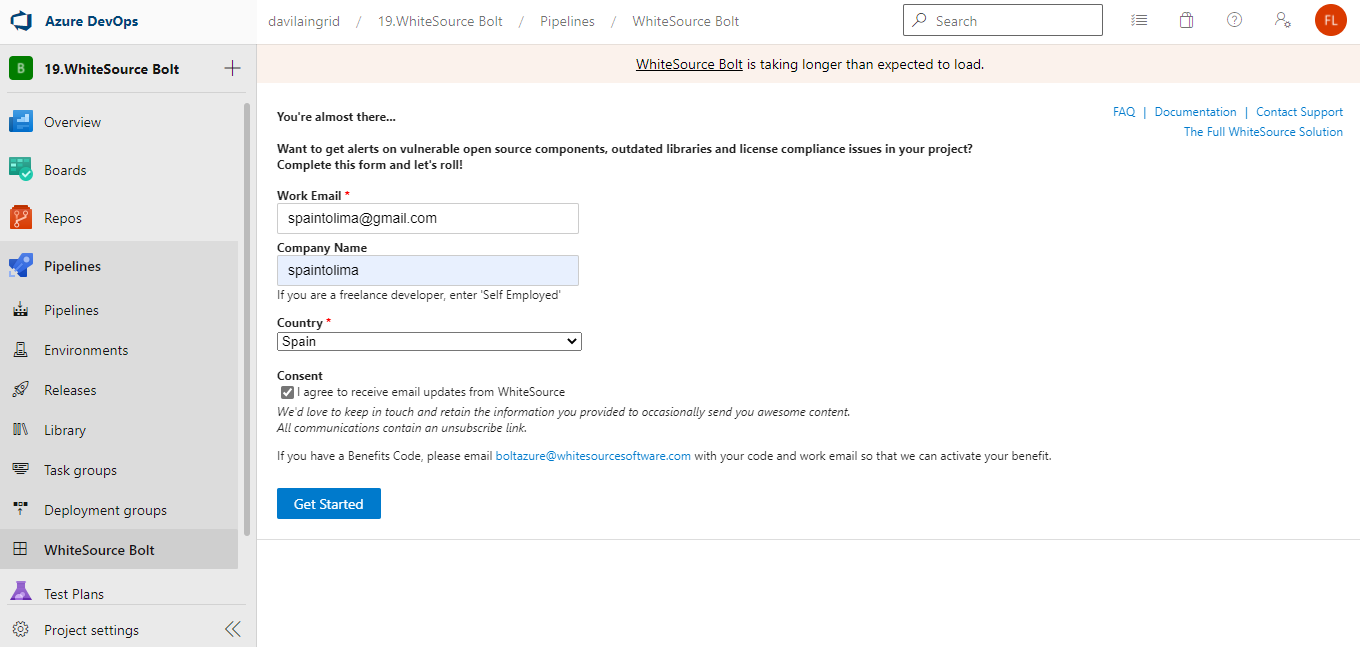 Azure DevOps
davilaingrid / 19.WhiteSource Bolt / Pipelines / WhiteSource Bolt
Search
FL
B
19.WhiteSource Bolt
Overview
Boards
Repos
Pipelines
Pipelines
Environments
Releases
Library
Task groups
Deployment groups
WhiteSource Bolt
Test Plans
Project settings
WhiteSource Bolt is taking longer than expected to load.
FAQ | Documentation | Contact Support
The Full WhiteSource Solution
You're almost there...
Want to get alerts on vulnerable open source components, outdated libraries and license compliance issues in your project?
Complete this form and let's roll!
Work Email *
spaintolima@gmail.com
Company Name
spaintolima
If you are a freelance developer, enter 'Self Employed'
Country *
Spain
Consent
I agree to receive email updates from WhiteSource
We'd love to keep in touch and retain the information you provided to occasionally send you awesome content.
All communications contain an unsubscribe link.
If you have a Benefits Code, please email boltazure@whitesourcesoftware.com with your code and work email so that we can activate your benefit.
Get Started